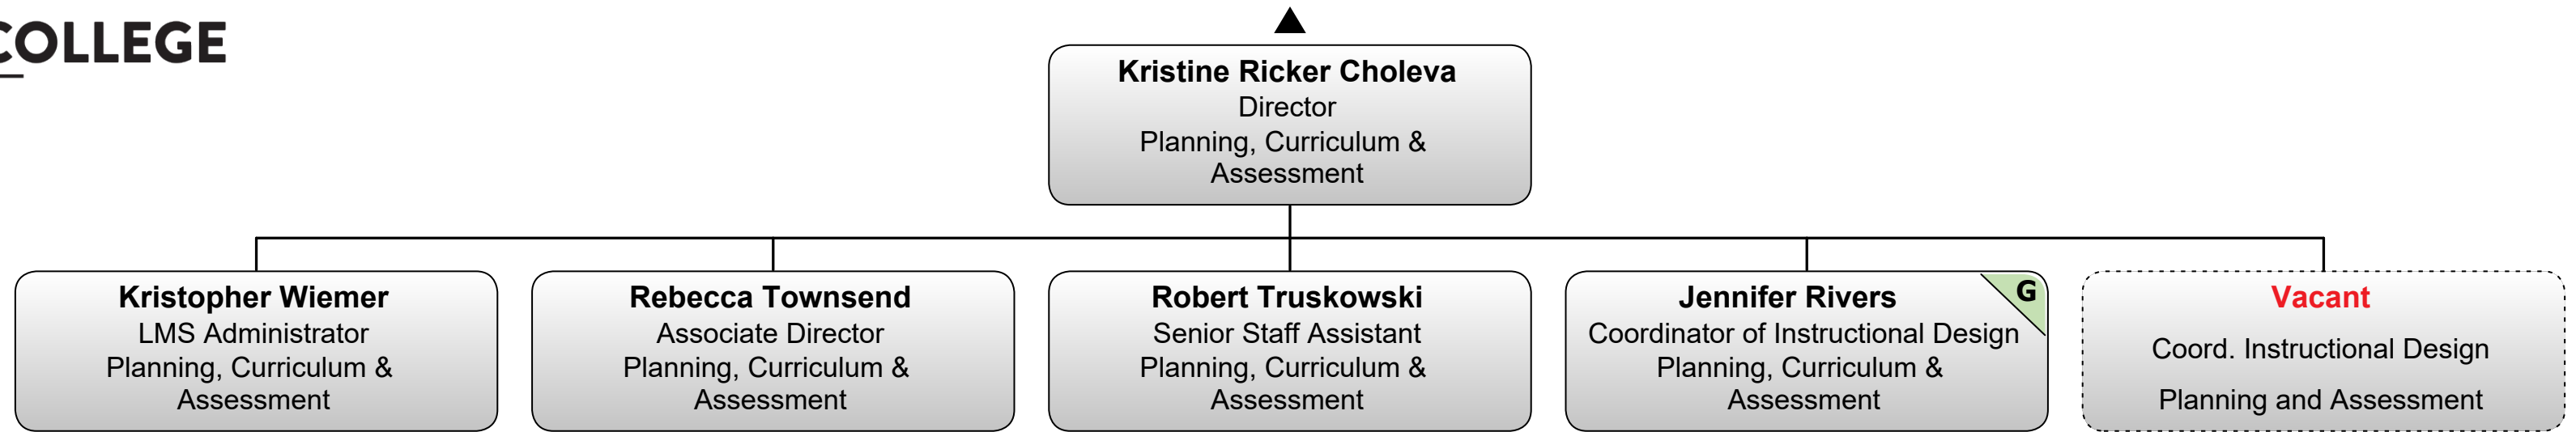 COLLEGE
Kristine Ricker Choleva
Director
Planning, Curriculum &
Assessment
Kristopher Wiemer
LMS Administrator
Planning, Curriculum &
Assessment
Rebecca Townsend
Associate Director
Planning, Curriculum &
Assessment
Robert Truskowski
Senior Staff Assistant
Planning, Curriculum &
Assessment
Jennifer Rivers
G
Coordinator of Instructional Design
Planning, Curriculum &
Assessment
Vacant
Coord. Instructional Design
Planning and Assessment